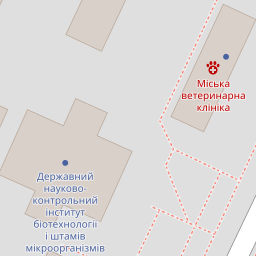 Міська
ветеринарна
клініка
Державний
науково-
контрольний
інститут
біотехнології
і штамів
мікроорганізмів